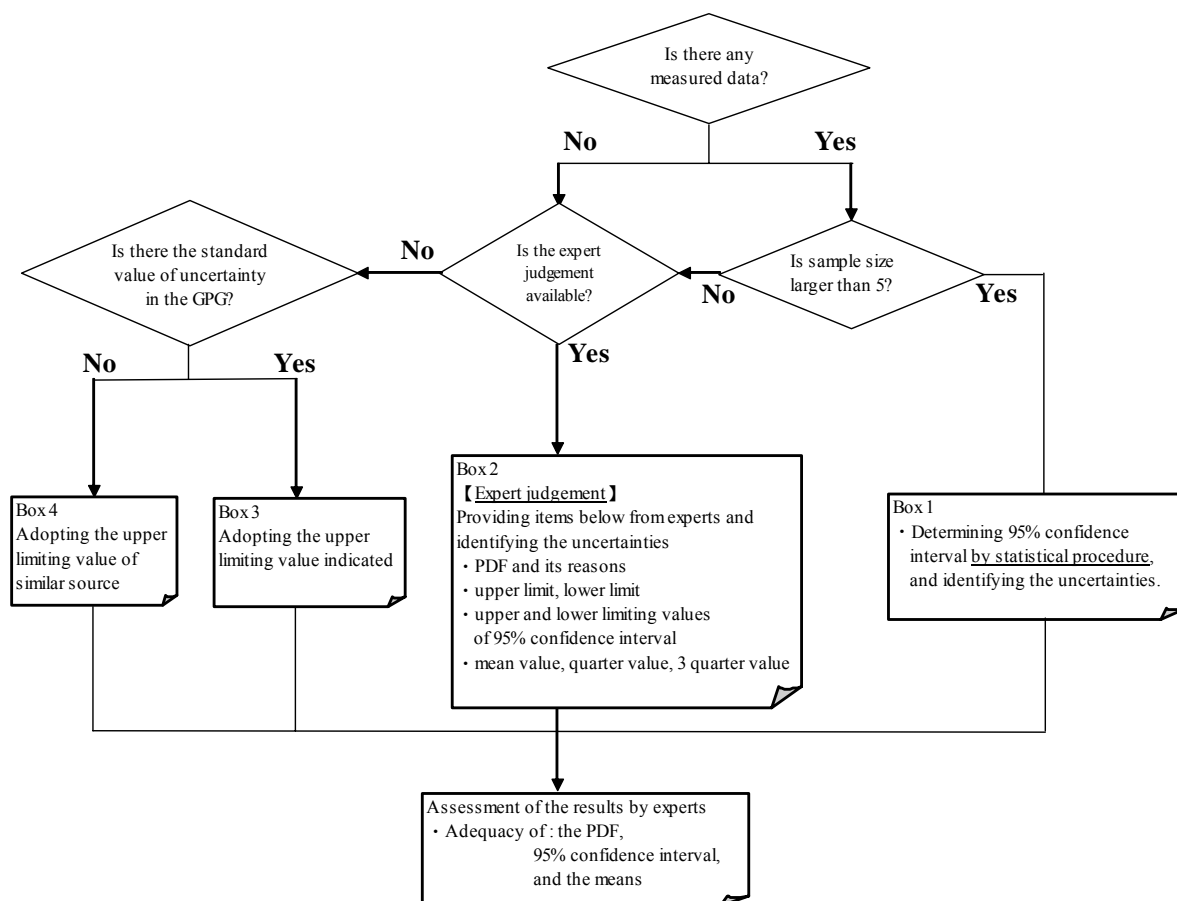 Is there any
measured data?
No
Yes
Is there the standard
value of uncertainty
in the GPG?
No
Is the expert
judgement
available?
No
Is sample size
larger than 5?
Yes
No
Yes
Yes
Box 4
Adopting the upper
limiting value of
similar source
Box 3
Adopting the upper
limiting value indicated
Box 2
【Expert judgement】
Providing items below from experts and
identifying the uncertainties
・PDF and its reasons
・upper limit, lower limit
・upper and lower limiting values
of 95% confidence interval
・mean value, quarter value, 3 quarter value
Box 1
・Determining 95% confidence
interval by statistical procedure,
and identifying the uncertainties.
Assessment of the results by experts
・Adequacy of : the PDF,
95% confidence interval,
and the means